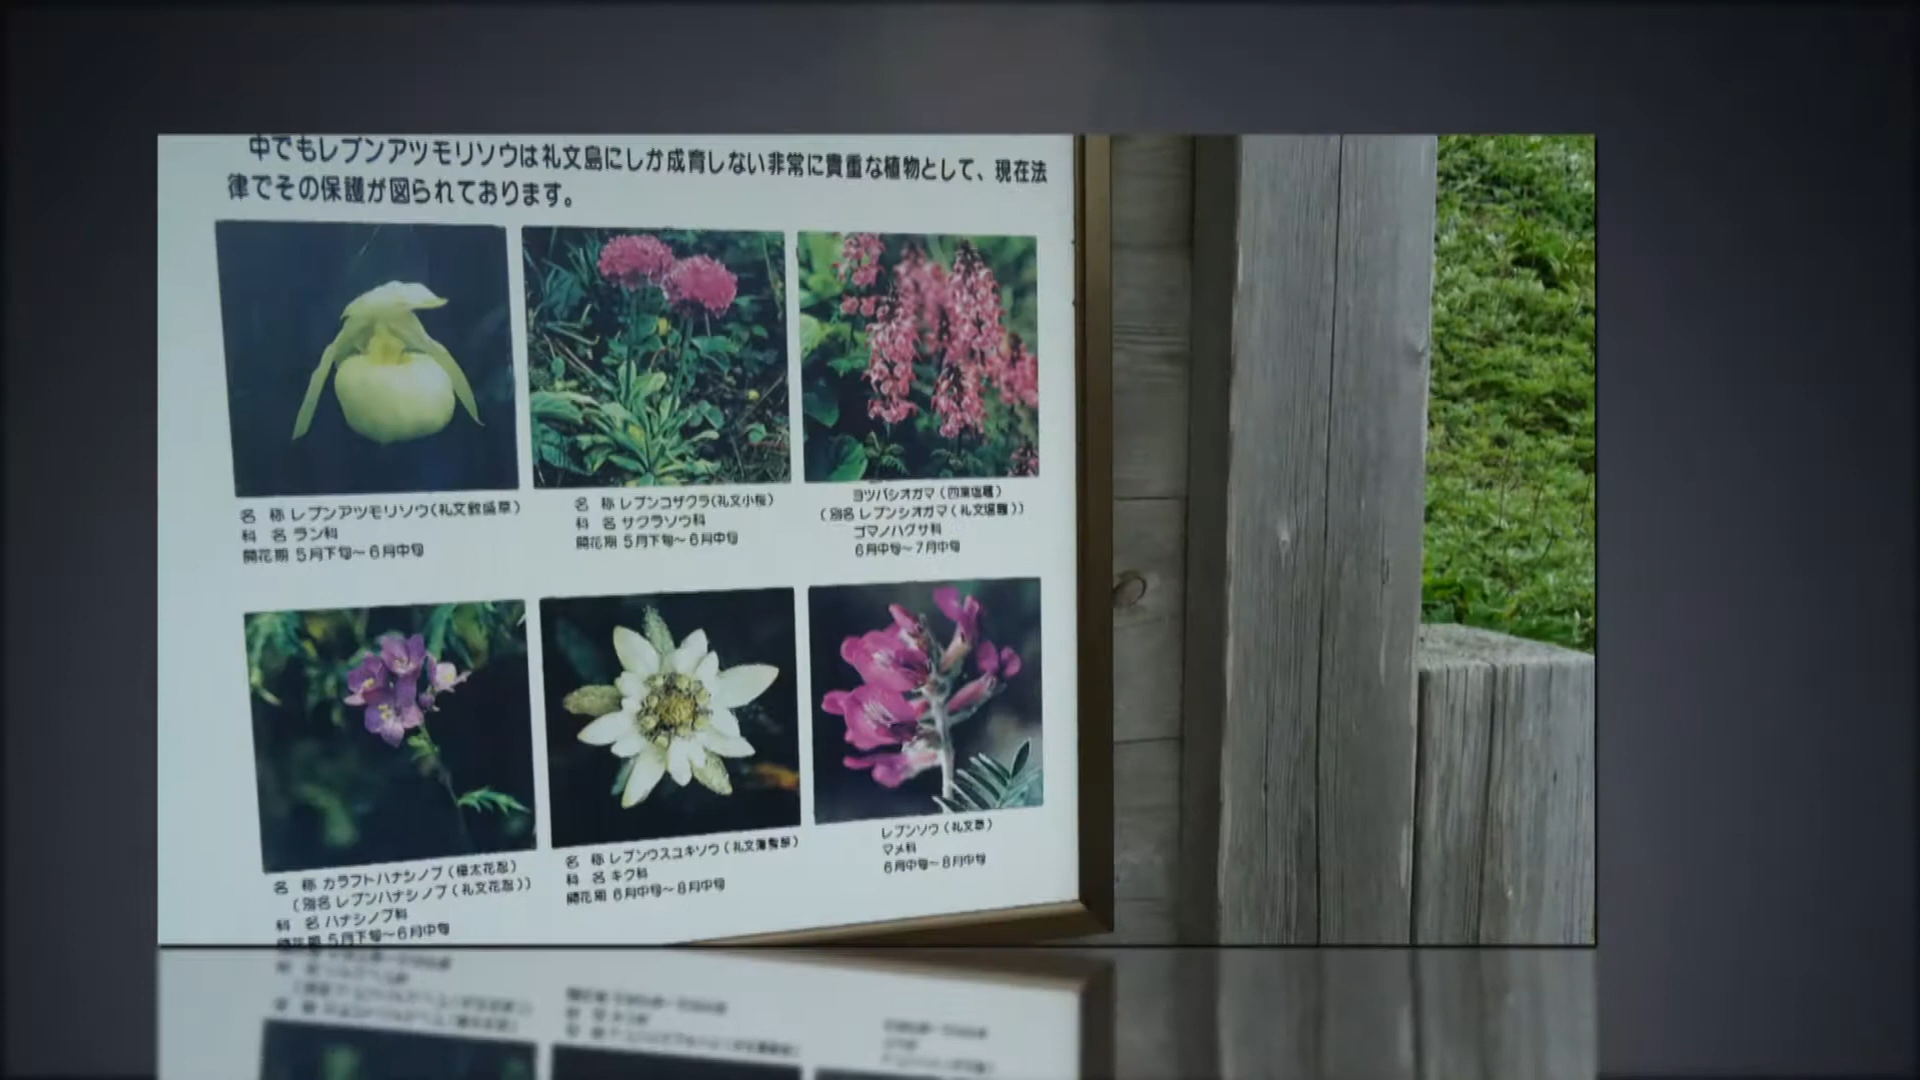 中でもレブンアツモリソウは礼文島にしか成育しない非常に貴重な植物として、現在法
律でその保護が図られております。
名 称 レブンアツモリソウ(礼文敦盛草)
科 名 ラン科
開花期 5月下旬～6月中旬
名 称 レブンコザクラ(礼文小桜)
科 名 サクラソウ科
開花期 5月下旬～6月中旬
ヨツバシオガマ(四葉塩竈)
(別名 レブンシオガマ(礼文塩竈))
ゴマノハグサ科
6月中旬～7月中旬
名 称 カラフトハナシノブ(樺太花忍)
(別名 レブンハナシノブ(礼文花忍))
科 名 ハナシノブ科
開花期 5月下旬～6月中旬
名 称 レブンウスユキソウ(礼文薄雪草)
科 名 キク科
開花期 6月中旬～8月中旬
レブンソウ(礼文草)
マメ科
6月中旬～8月中旬